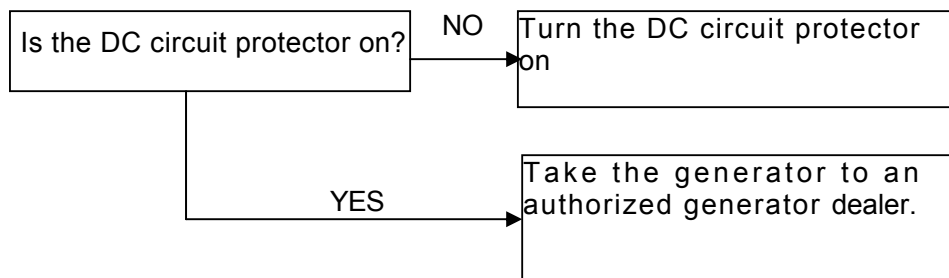 Is the DC circuit protector on?
NO
Turn the DC circuit protector
on
YES
Take the generator to an
authorized generator dealer.